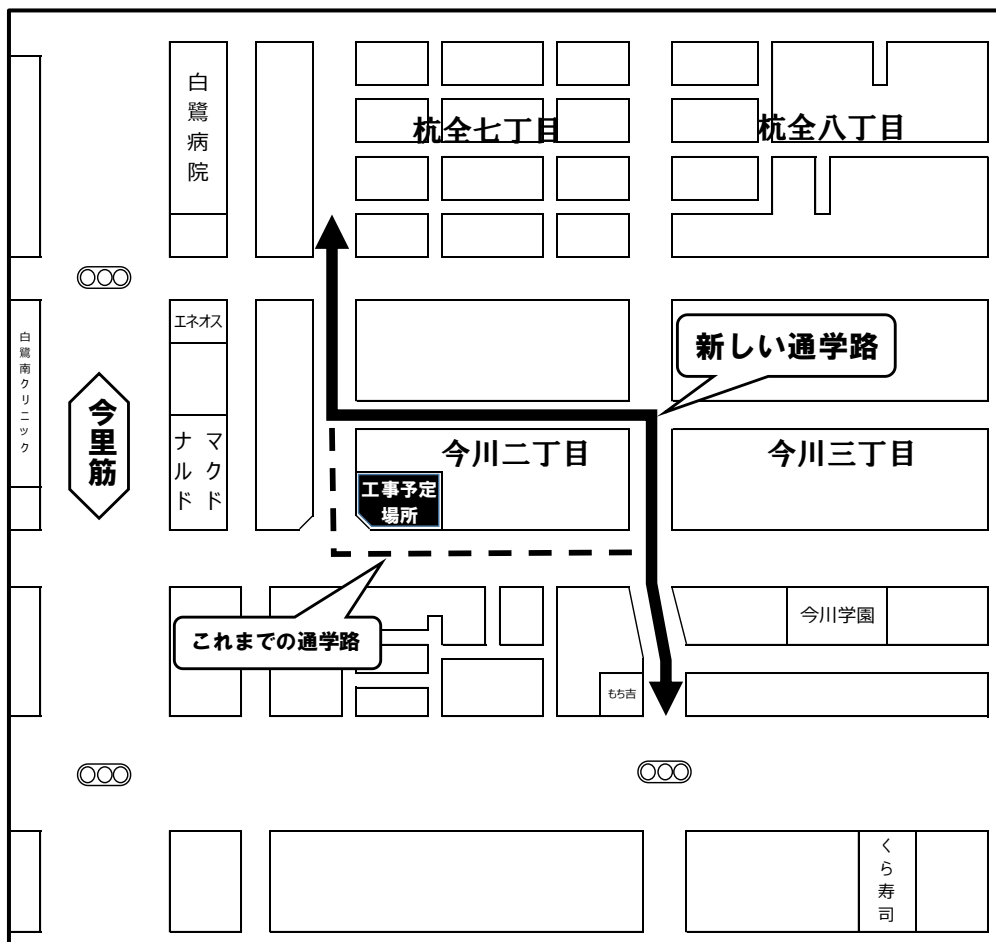 白鷺病院
杭全七丁目
杭全八丁目
エネオス
白鷺南クリニツク
新しい通学路
今里筋
マクド
ナルド
今川二丁目
今川三丁目
工事予定
場所
これまでの通学路
今川学園
もち吉
くら寿司